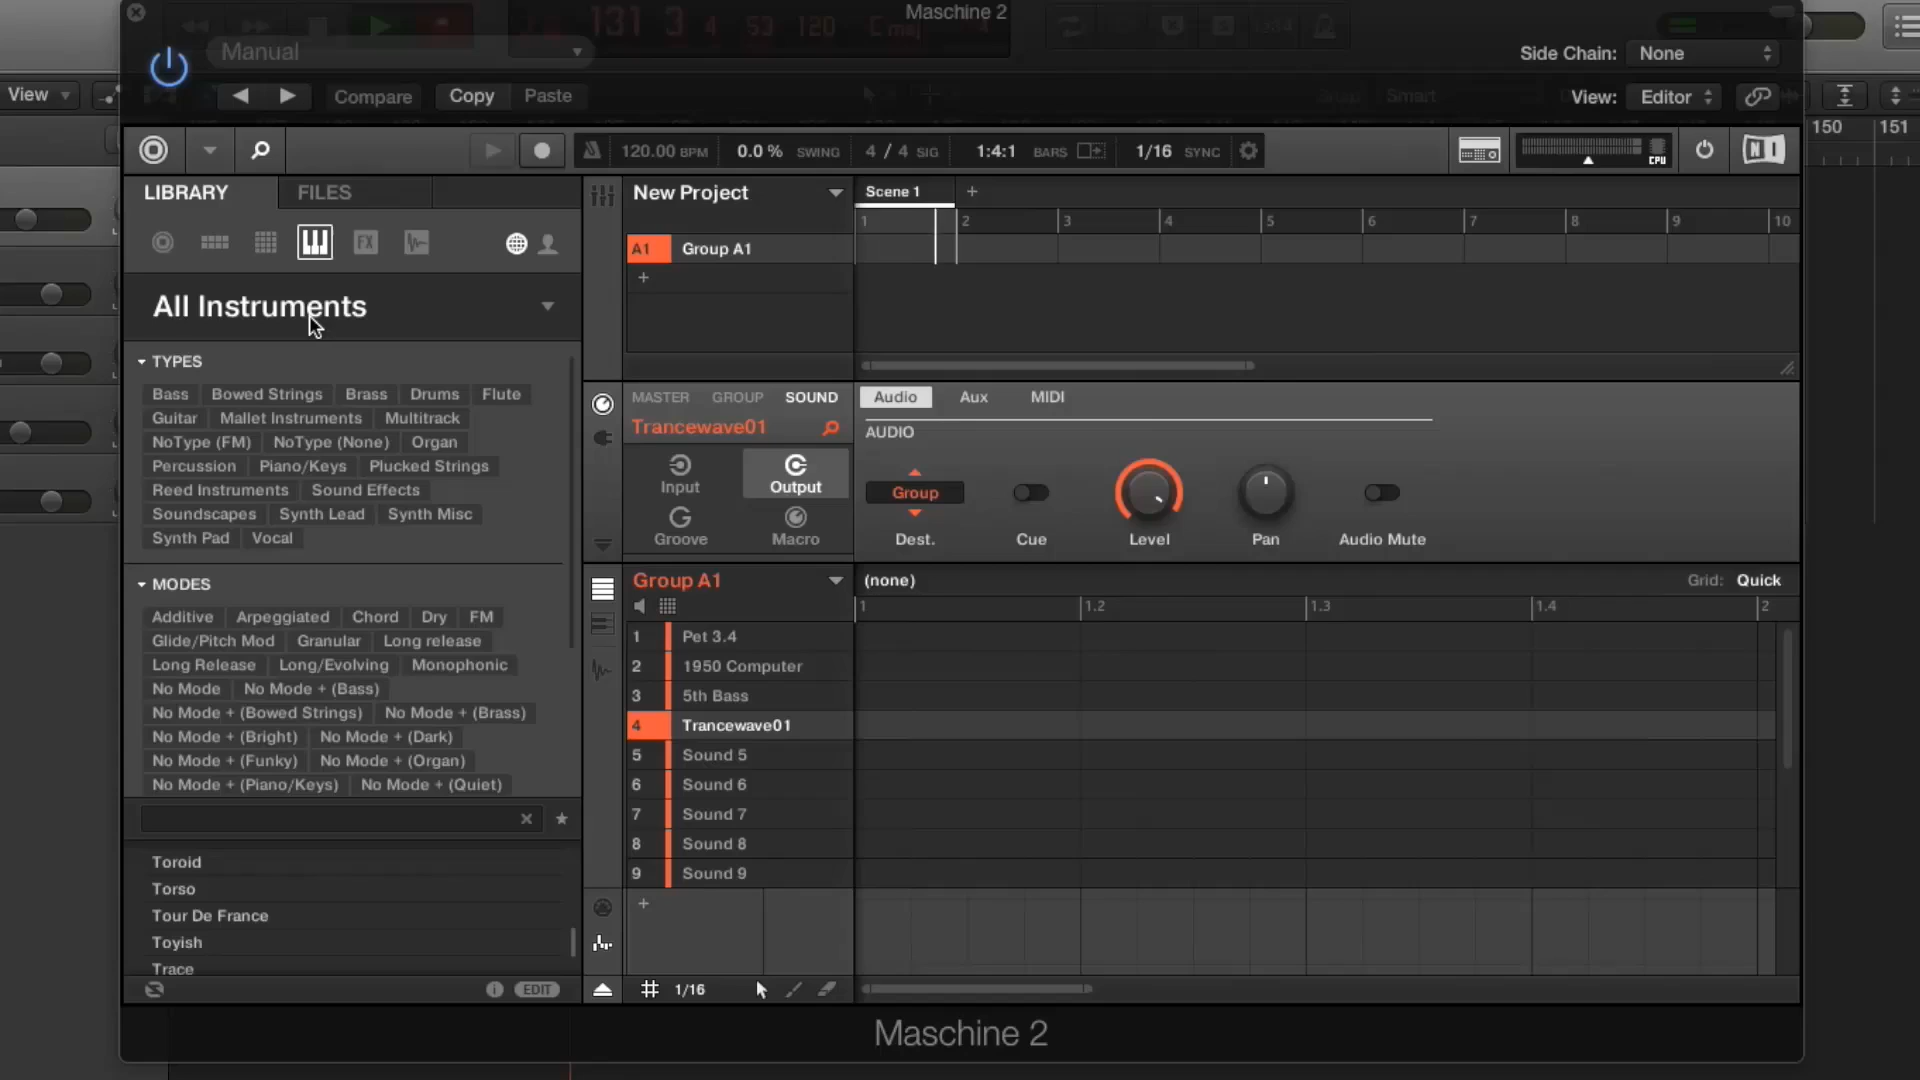 Maschine 2
131 3 4 53 120 Cmaj
Manual
Side Chain: None
View
Compare Copy Paste
Smart
View: Editor
120.00 BPM 0.0 % SWING 4 / 4 SIG 1:4:1 BARS 1/16 SYNC
CPU
NI
150 151
LIBRARY FILES
New Project
Scene 1 +
1 2 3 4 5 6 7 8 9 10
FX
A1 Group A1
+
All Instruments
TYPES
Bass Bowed Strings Brass Drums Flute
Guitar Mallet Instruments Multitrack
NoType (FM) NoType (None) Organ
Percussion Piano/Keys Plucked Strings
Reed Instruments Sound Effects
Soundscapes Synth Lead Synth Misc
Synth Pad Vocal
MODES
Additive Arpeggiated Chord Dry FM
Glide/Pitch Mod Granular Long release
Long Release Long/Evolving Monophonic
No Mode No Mode + (Bass)
No Mode + (Bowed Strings) No Mode + (Brass)
No Mode + (Bright) No Mode + (Dark)
No Mode + (Funky) No Mode + (Organ)
No Mode + (Piano/Keys) No Mode + (Quiet)
Toroid
Torso
Tour De France
Toyish
Trace
EDIT
MASTER GROUP SOUND
Trancewave01
Input Output
Groove Macro
Audio Aux MIDI
AUDIO
Group
Dest. Cue Level Pan Audio Mute
Group A1
(none)
Grid: Quick
1 1.2 1.3 1.4 2
1 Pet 3.4
2 1950 Computer
3 5th Bass
4 Trancewave01
5 Sound 5
6 Sound 6
7 Sound 7
8 Sound 8
9 Sound 9
+
1/16
Maschine 2